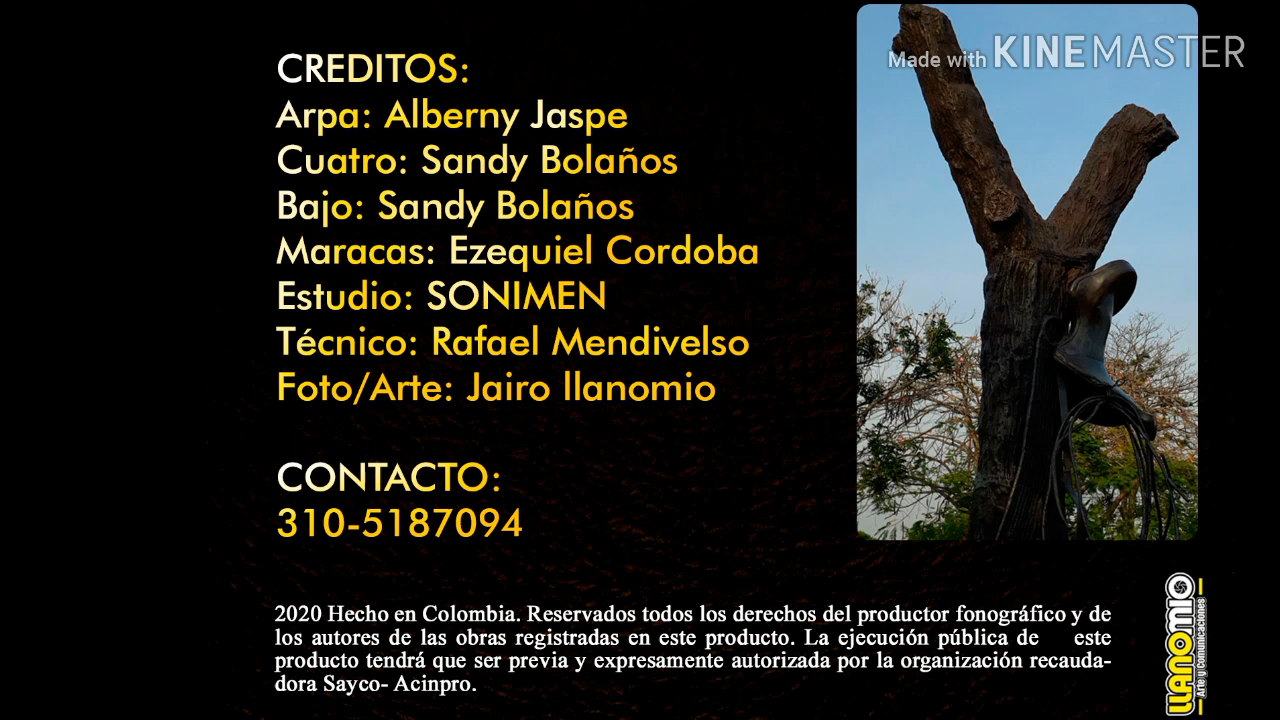 Made with KINEMASTER
CREDITOS:
Arpa: Alberny Jaspe
Cuatro: Sandy Bolaños
Bajo: Sandy Bolaños
Maracas: Ezequiel Cordoba
Estudio: SONIMEN
Técnico: Rafael Mendivelso
Foto/Arte: Jairo llanomio
CONTACTO:
310-5187094
2020 Hecho en Colombia. Reservados todos los derechos del productor fonográfico y de
los autores de las obras registradas en este producto. La ejecución pública de este
producto tendrá que ser previa y expresamente autorizada por la organización recauda-
dora Sayco- Acinpro.
LLANOMIO
Arte y Comunicaciones